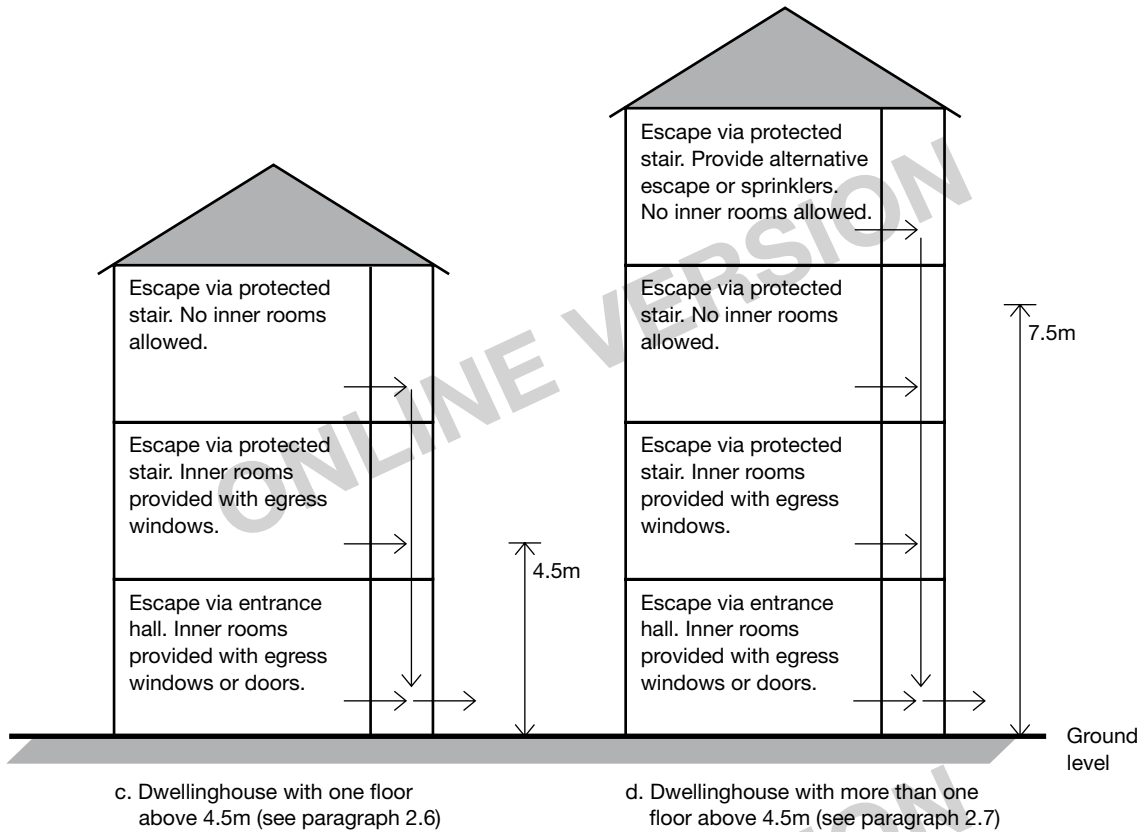 Escape via protected
stair. No inner rooms
allowed.
Escape via protected
stair. Inner rooms
provided with egress
windows.
Escape via entrance
hall. Inner rooms
provided with egress
windows or doors.
4.5m
c. Dwellinghouse with one floor
above 4.5m (see paragraph 2.6)
Escape via protected
stair. Provide alternative
escape or sprinklers.
No inner rooms allowed.
Escape via protected
stair. No inner rooms
allowed.
Escape via protected
stair. Inner rooms
provided with egress
windows.
Escape via entrance
hall. Inner rooms
provided with egress
windows or doors.
7.5m
Ground
level
d. Dwellinghouse with more than one
floor above 4.5m (see paragraph 2.7)
ONLINE VERSION
ON